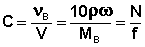 C = ν_B / V = 10ρω / M_B = N / f